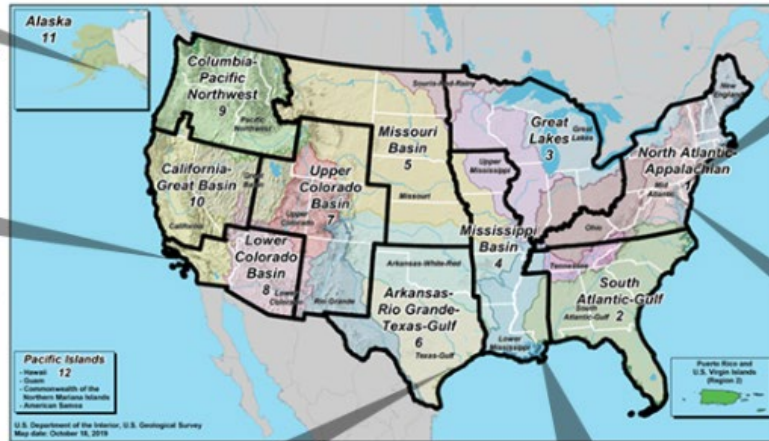 Alaska
11
Columbia-
Pacific
Northwest
9
Pacific
Northwest
Souris-Red-Rainy
New
England
Great
Lakes
3
Great
Lakes
Missouri
Basin
5
North Atlantic-
Appalachian
1
Mid
Atlantic
California-
Great Basin
10
Great
Basin
California
Upper
Colorado
Basin
7
Upper
Colorado
Missouri
Upper
Mississippi
Ohio
Mississippi
Basin
4
Tennessee
Lower
Colorado
Basin
8
Lower
Colorado
Rio Grande
Arkansas-White-Red
Arkansas-
Rio Grande-
Texas-Gulf
6
Texas-Gulf
Lower
Mississippi
South
Atlantic-Gulf
2
South
Atlantic-Gulf
Pacific Islands
12
- Hawaii
- Guam
- Commonwealth of the
Northern Mariana Islands
- American Samoa
Puerto Rico and
U.S. Virgin Islands
(Region 2)
U.S. Department of the Interior, U.S. Geological Survey
Map date: October 18, 2019